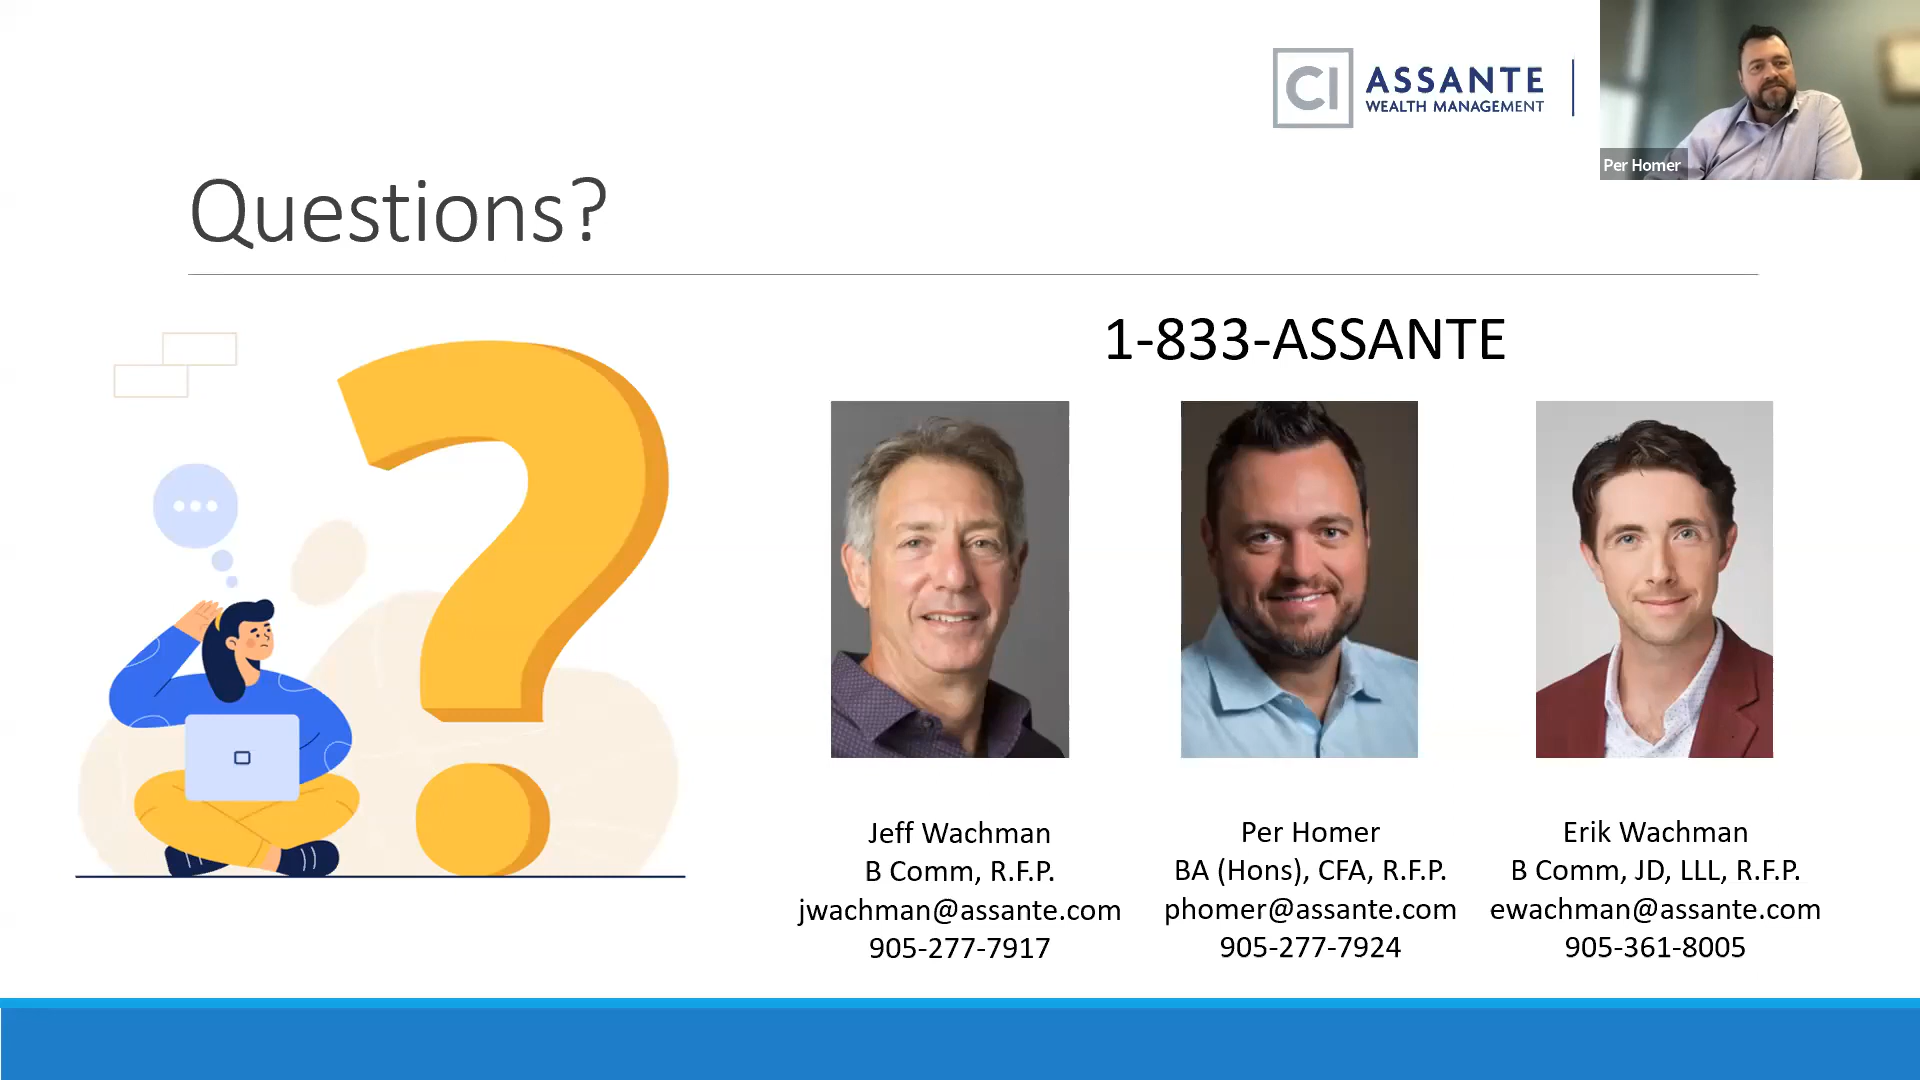 CI ASSANTE
WEALTH MANAGEMENT
Per Homer
Questions?
1-833-ASSANTE
Jeff Wachman
B Comm, R.F.P.
jwachman@assante.com
905-277-7917
Per Homer
BA (Hons), CFA, R.F.P.
phomer@assante.com
905-277-7924
Erik Wachman
B Comm, JD, LLL, R.F.P.
ewachman@assante.com
905-361-8005